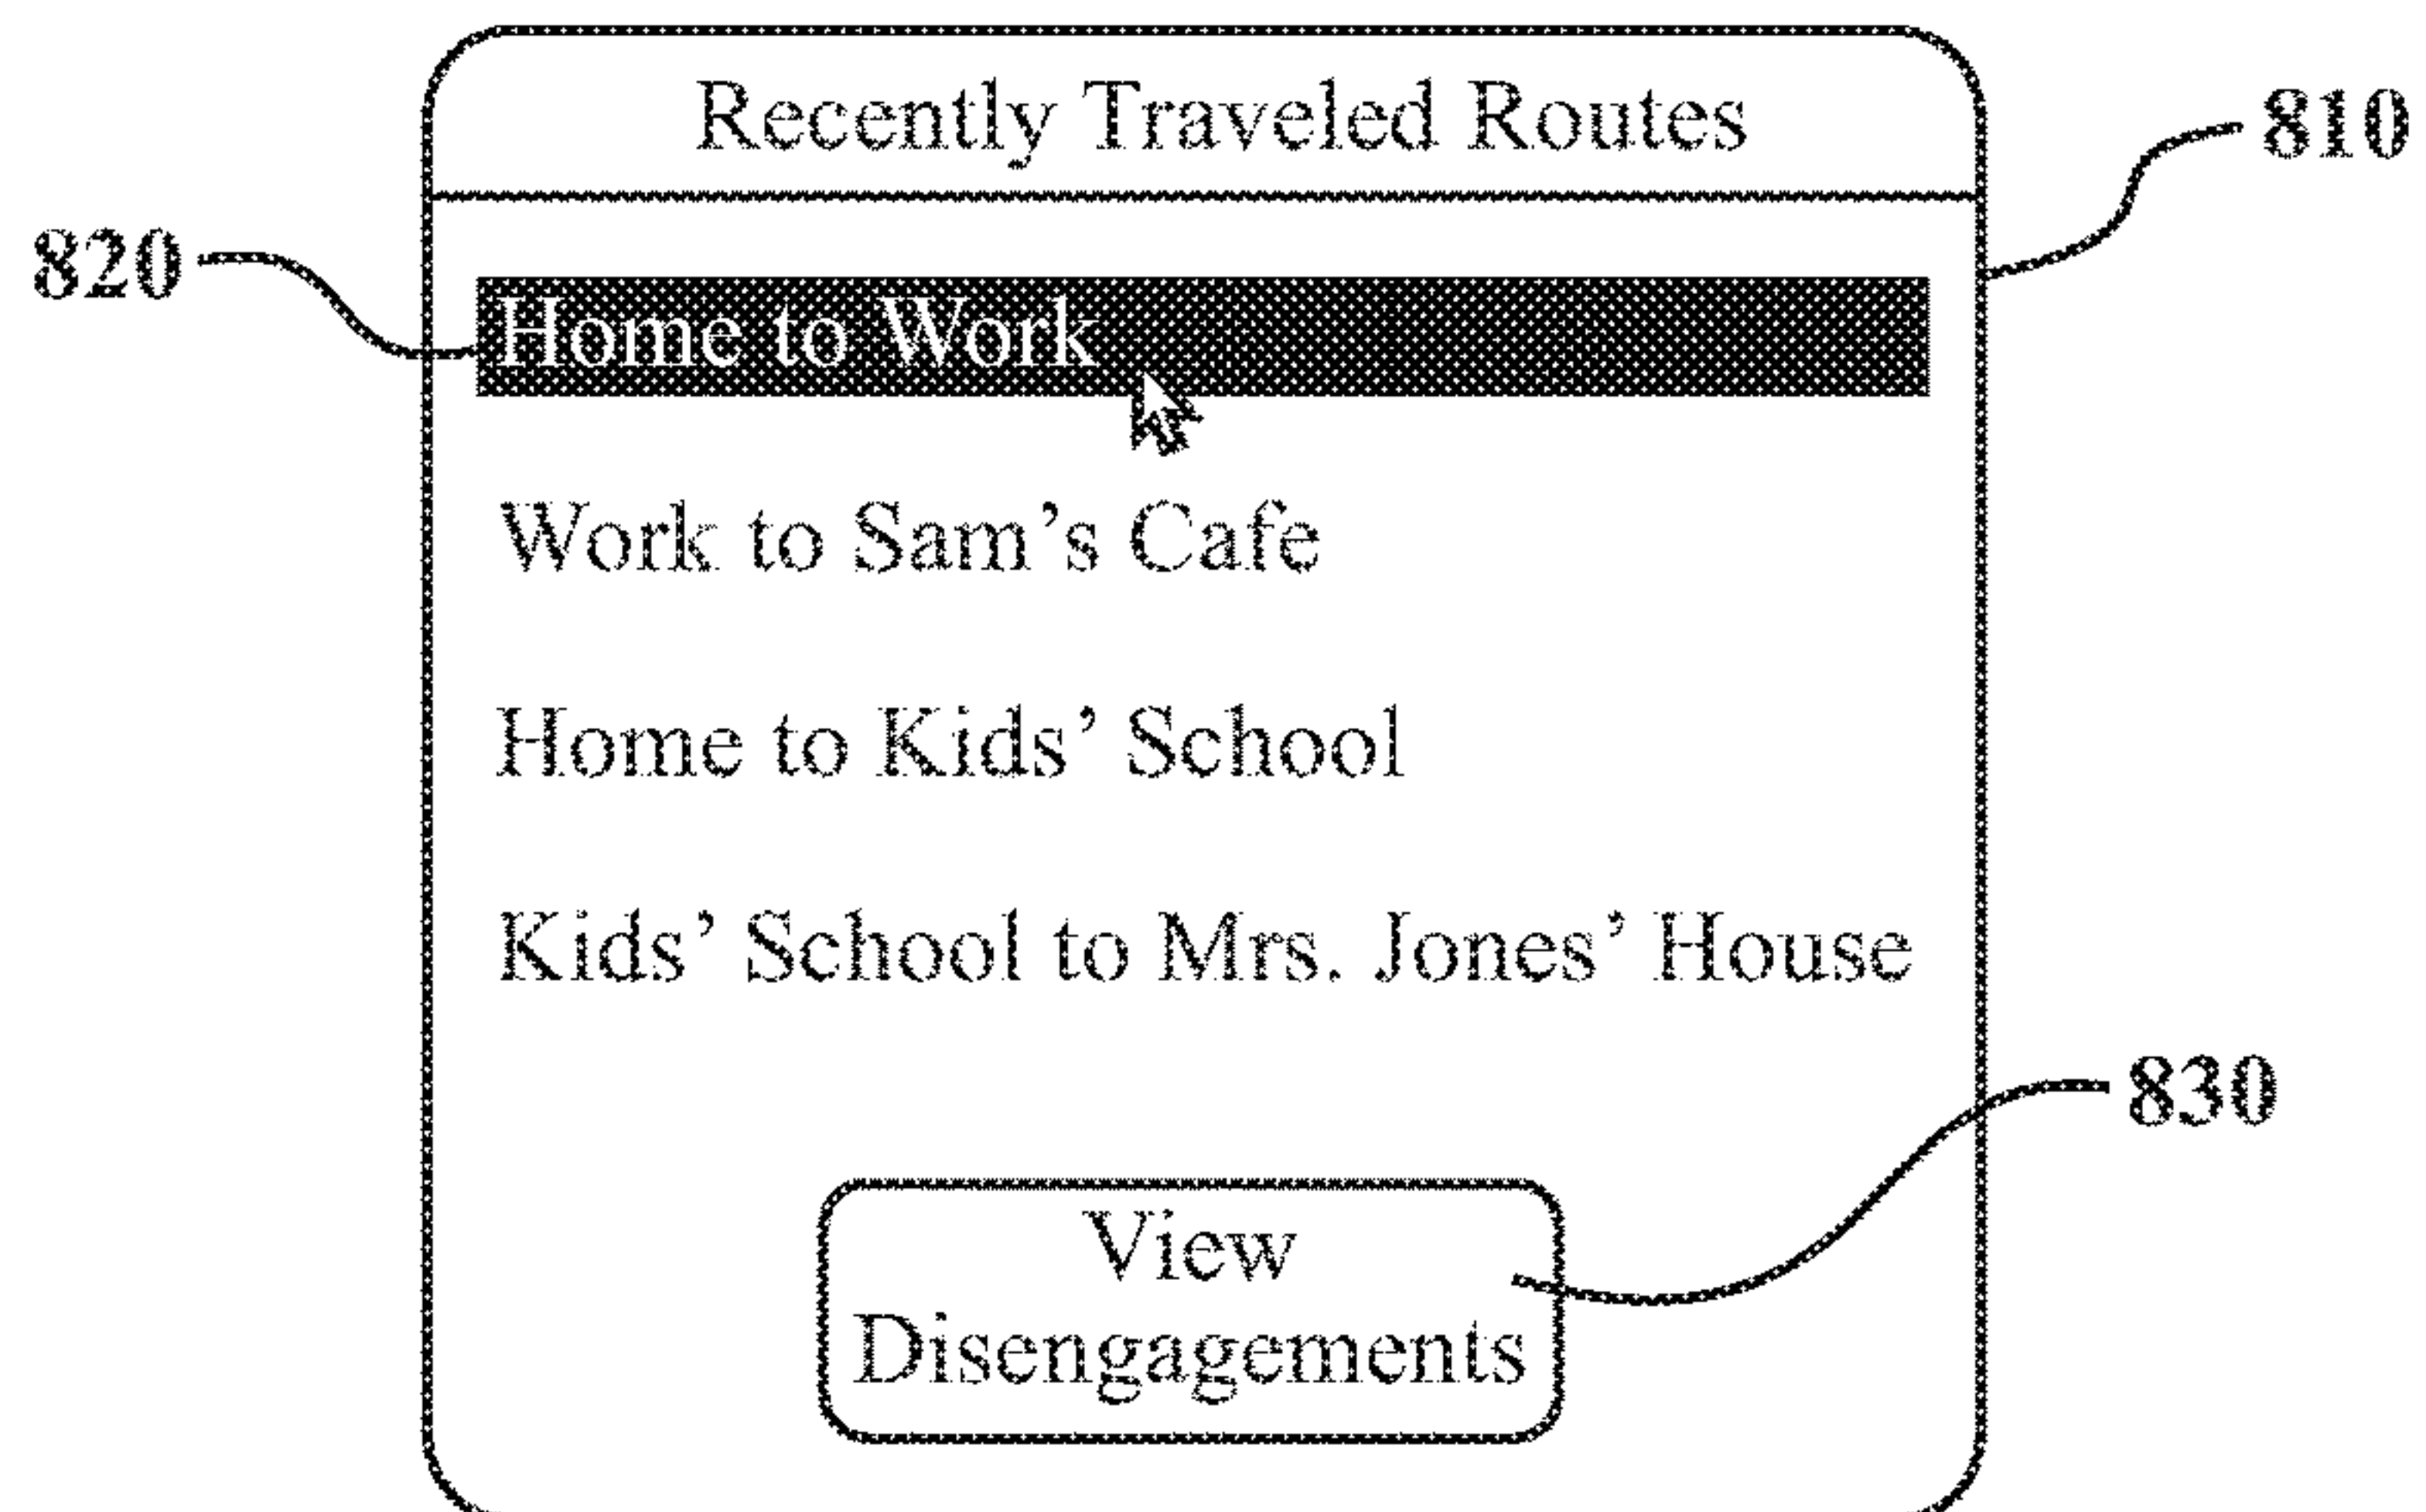 Recently Traveled Routes
810
820
Home to Work
Work to Sam’s Cafe
Home to Kids’ School
Kids’ School to Mrs. Jones’ House
830
View
Disengagements